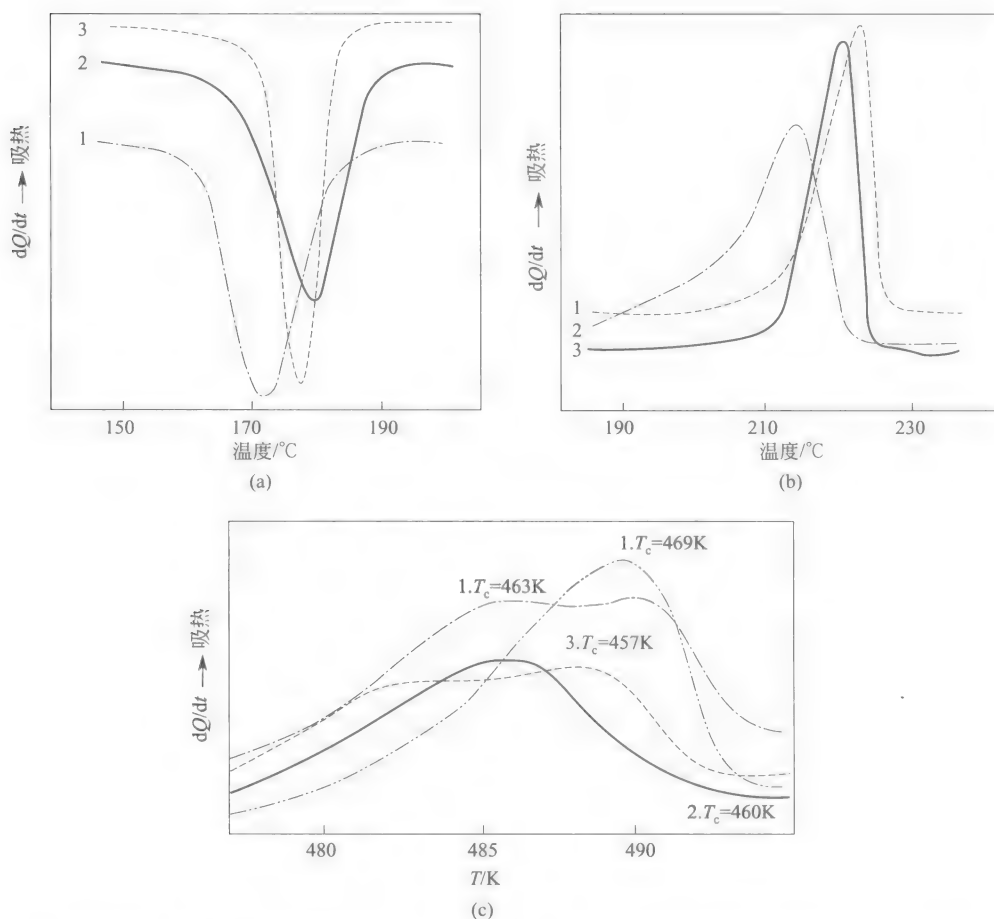 3
2
1
dQ/dt → 吸热
150
170
190
温度/℃
(a)
1
2
3
dQ/dt → 吸热
190
210
230
温度/℃
(b)
1.Tc=469K
1.Tc=463K
3.Tc=457K
2.Tc=460K
dQ/dt → 吸热
480
485
490
T/K
(c)